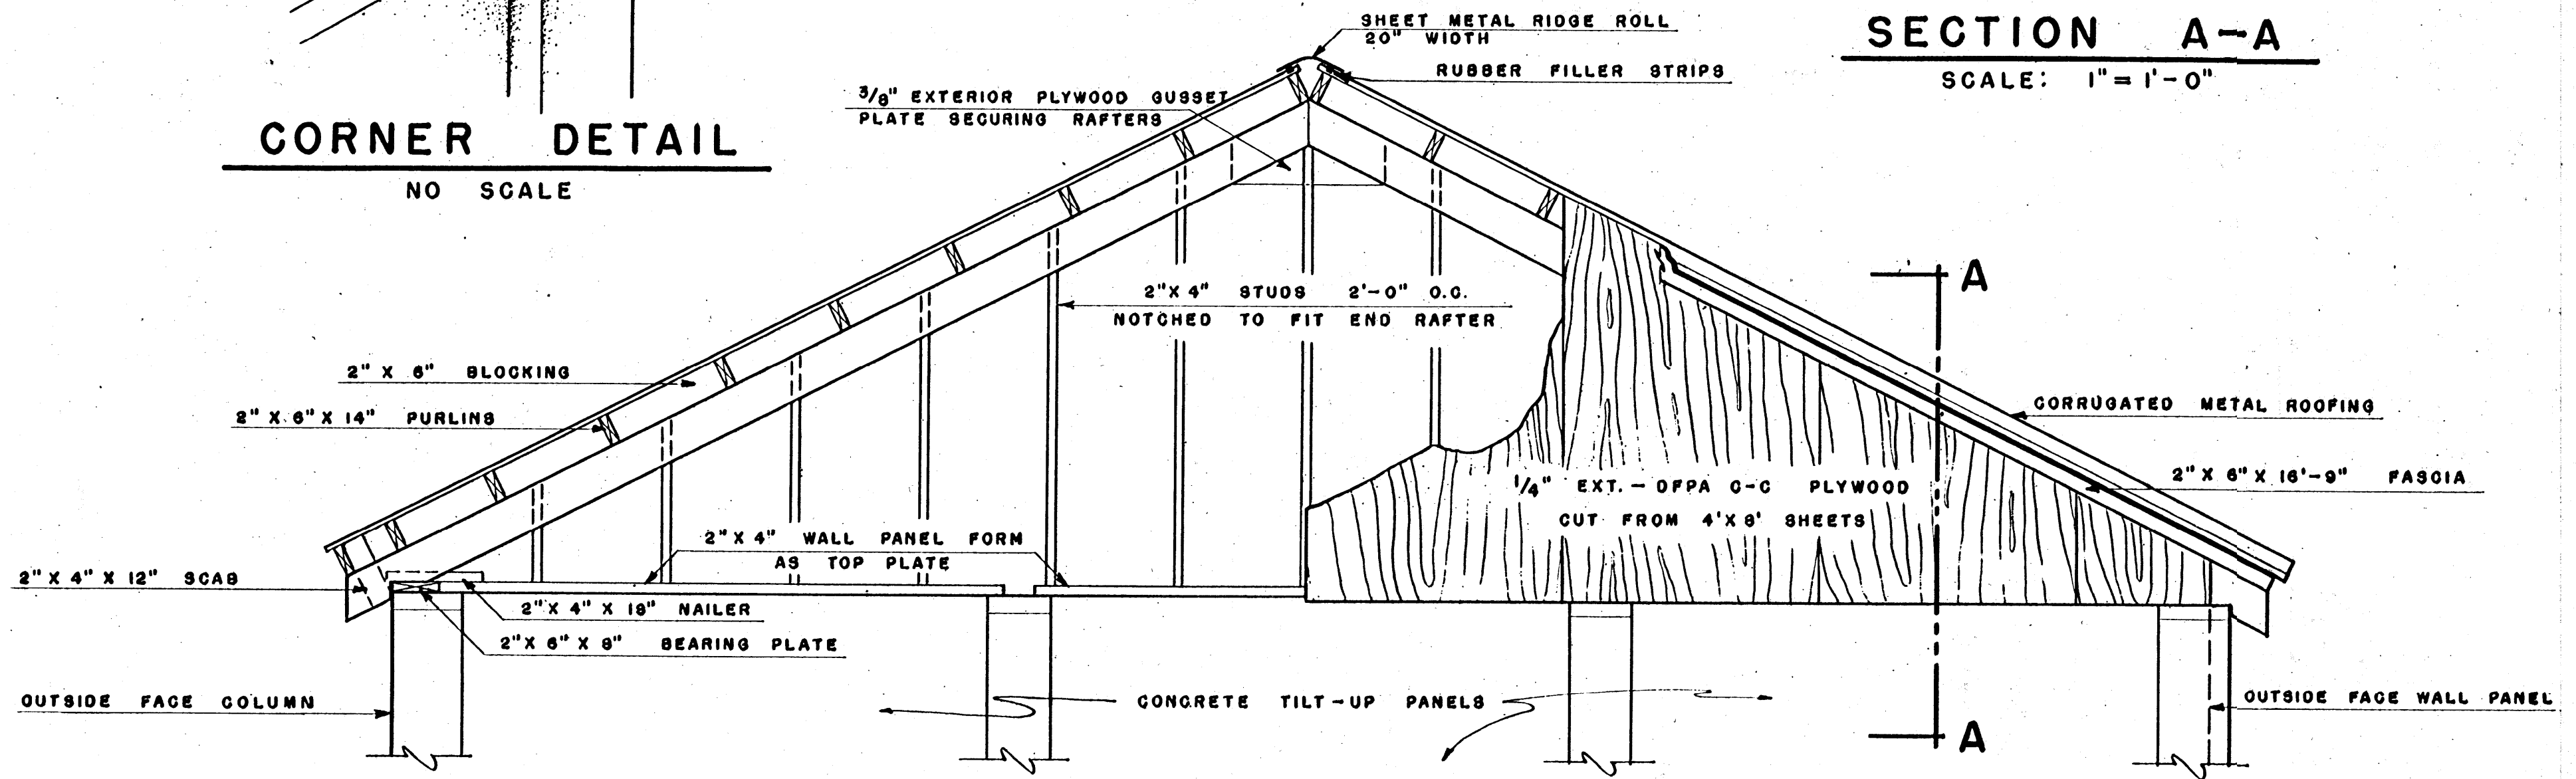 SHEET METAL RIDGE ROLL
20" WIDTH
RUBBER FILLER STRIPS
SECTION A-A
SCALE: 1" = 1'-0"
3/8" EXTERIOR PLYWOOD GUSSET
PLATE SECURING RAFTERS
CORNER DETAIL
NO SCALE
2" X 4" STUDS 2'-0" O.C.
NOTCHED TO FIT END RAFTER
A
2" X 6" BLOCKING
2" X 6" X 14" PURLINS
CORRUGATED METAL ROOFING
2" X 6" X 16'-9" FASCIA
1/4" EXT. - DFPA C-C PLYWOOD
CUT FROM 4' X 8' SHEETS
2" X 4" WALL PANEL FORM
AS TOP PLATE
2" X 4" X 12" SCAB
2" X 4" X 18" NAILER
2" X 6" X 8" BEARING PLATE
OUTSIDE FACE COLUMN
CONCRETE TILT-UP PANELS
OUTSIDE FACE WALL PANEL
A